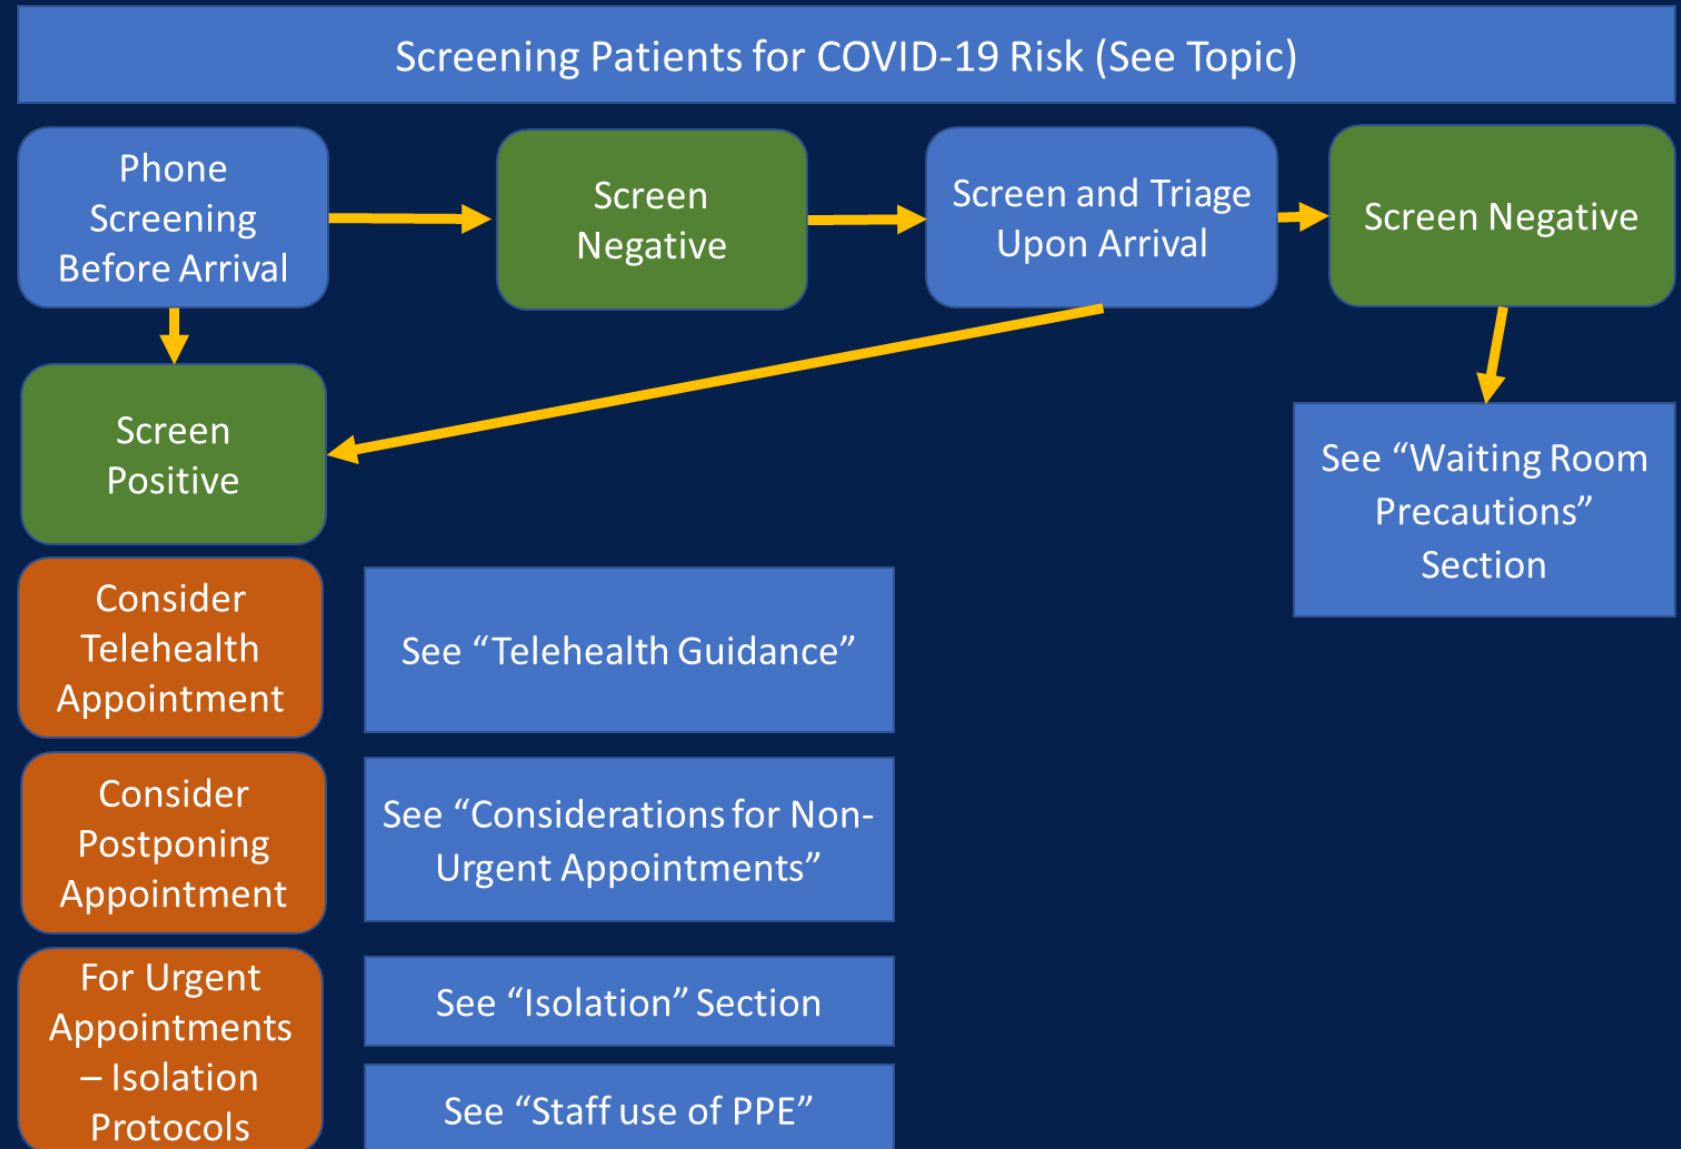 Screening Patients for COVID-19 Risk (See Topic)
Phone
Screening
Before Arrival
Screen
Negative
Screen and Triage
Upon Arrival
Screen Negative
Screen
Positive
See “Waiting Room
Precautions”
Section
Consider
Telehealth
Appointment
See “Telehealth Guidance”
Consider
Postponing
Appointment
See “Considerations for Non-
Urgent Appointments”
For Urgent
Appointments
– Isolation
Protocols
See “Isolation” Section
See “Staff use of PPE”